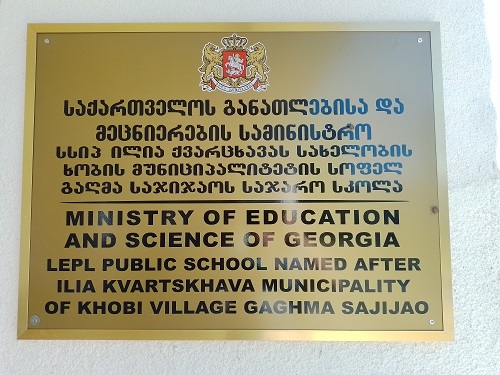 საქართველოს განათლებისა და
მეცნიერების სამინისტრო
სსიპ ილია ქვარცხავას სახელობის
ხობის მუნიციპალიტეტის სოფელ
გაღმა საჯიჯაოს საჯარო სკოლა
MINISTRY OF EDUCATION
AND SCIENCE OF GEORGIA
LEPL PUBLIC SCHOOL NAMED AFTER
ILIA KVARTSKHAVA MUNICIPALITY
OF KHOBI VILLAGE GAGHMA SAJIJAO